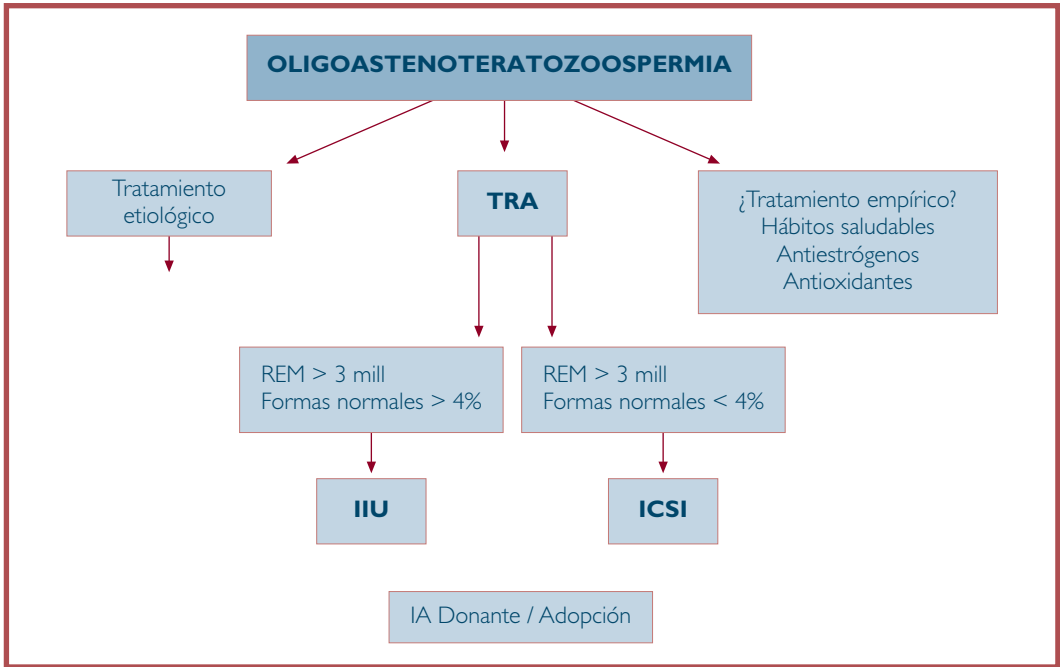 OLIGOASTENOTERATOZOOSPERMIA
Tratamiento
etiológico
TRA
¿Tratamiento empírico?
Hábitos saludables
Antiestrógenos
Antioxidantes
REM > 3 mill
Formas normales > 4%
REM > 3 mill
Formas normales < 4%
IIU
ICSI
IA Donante / Adopción